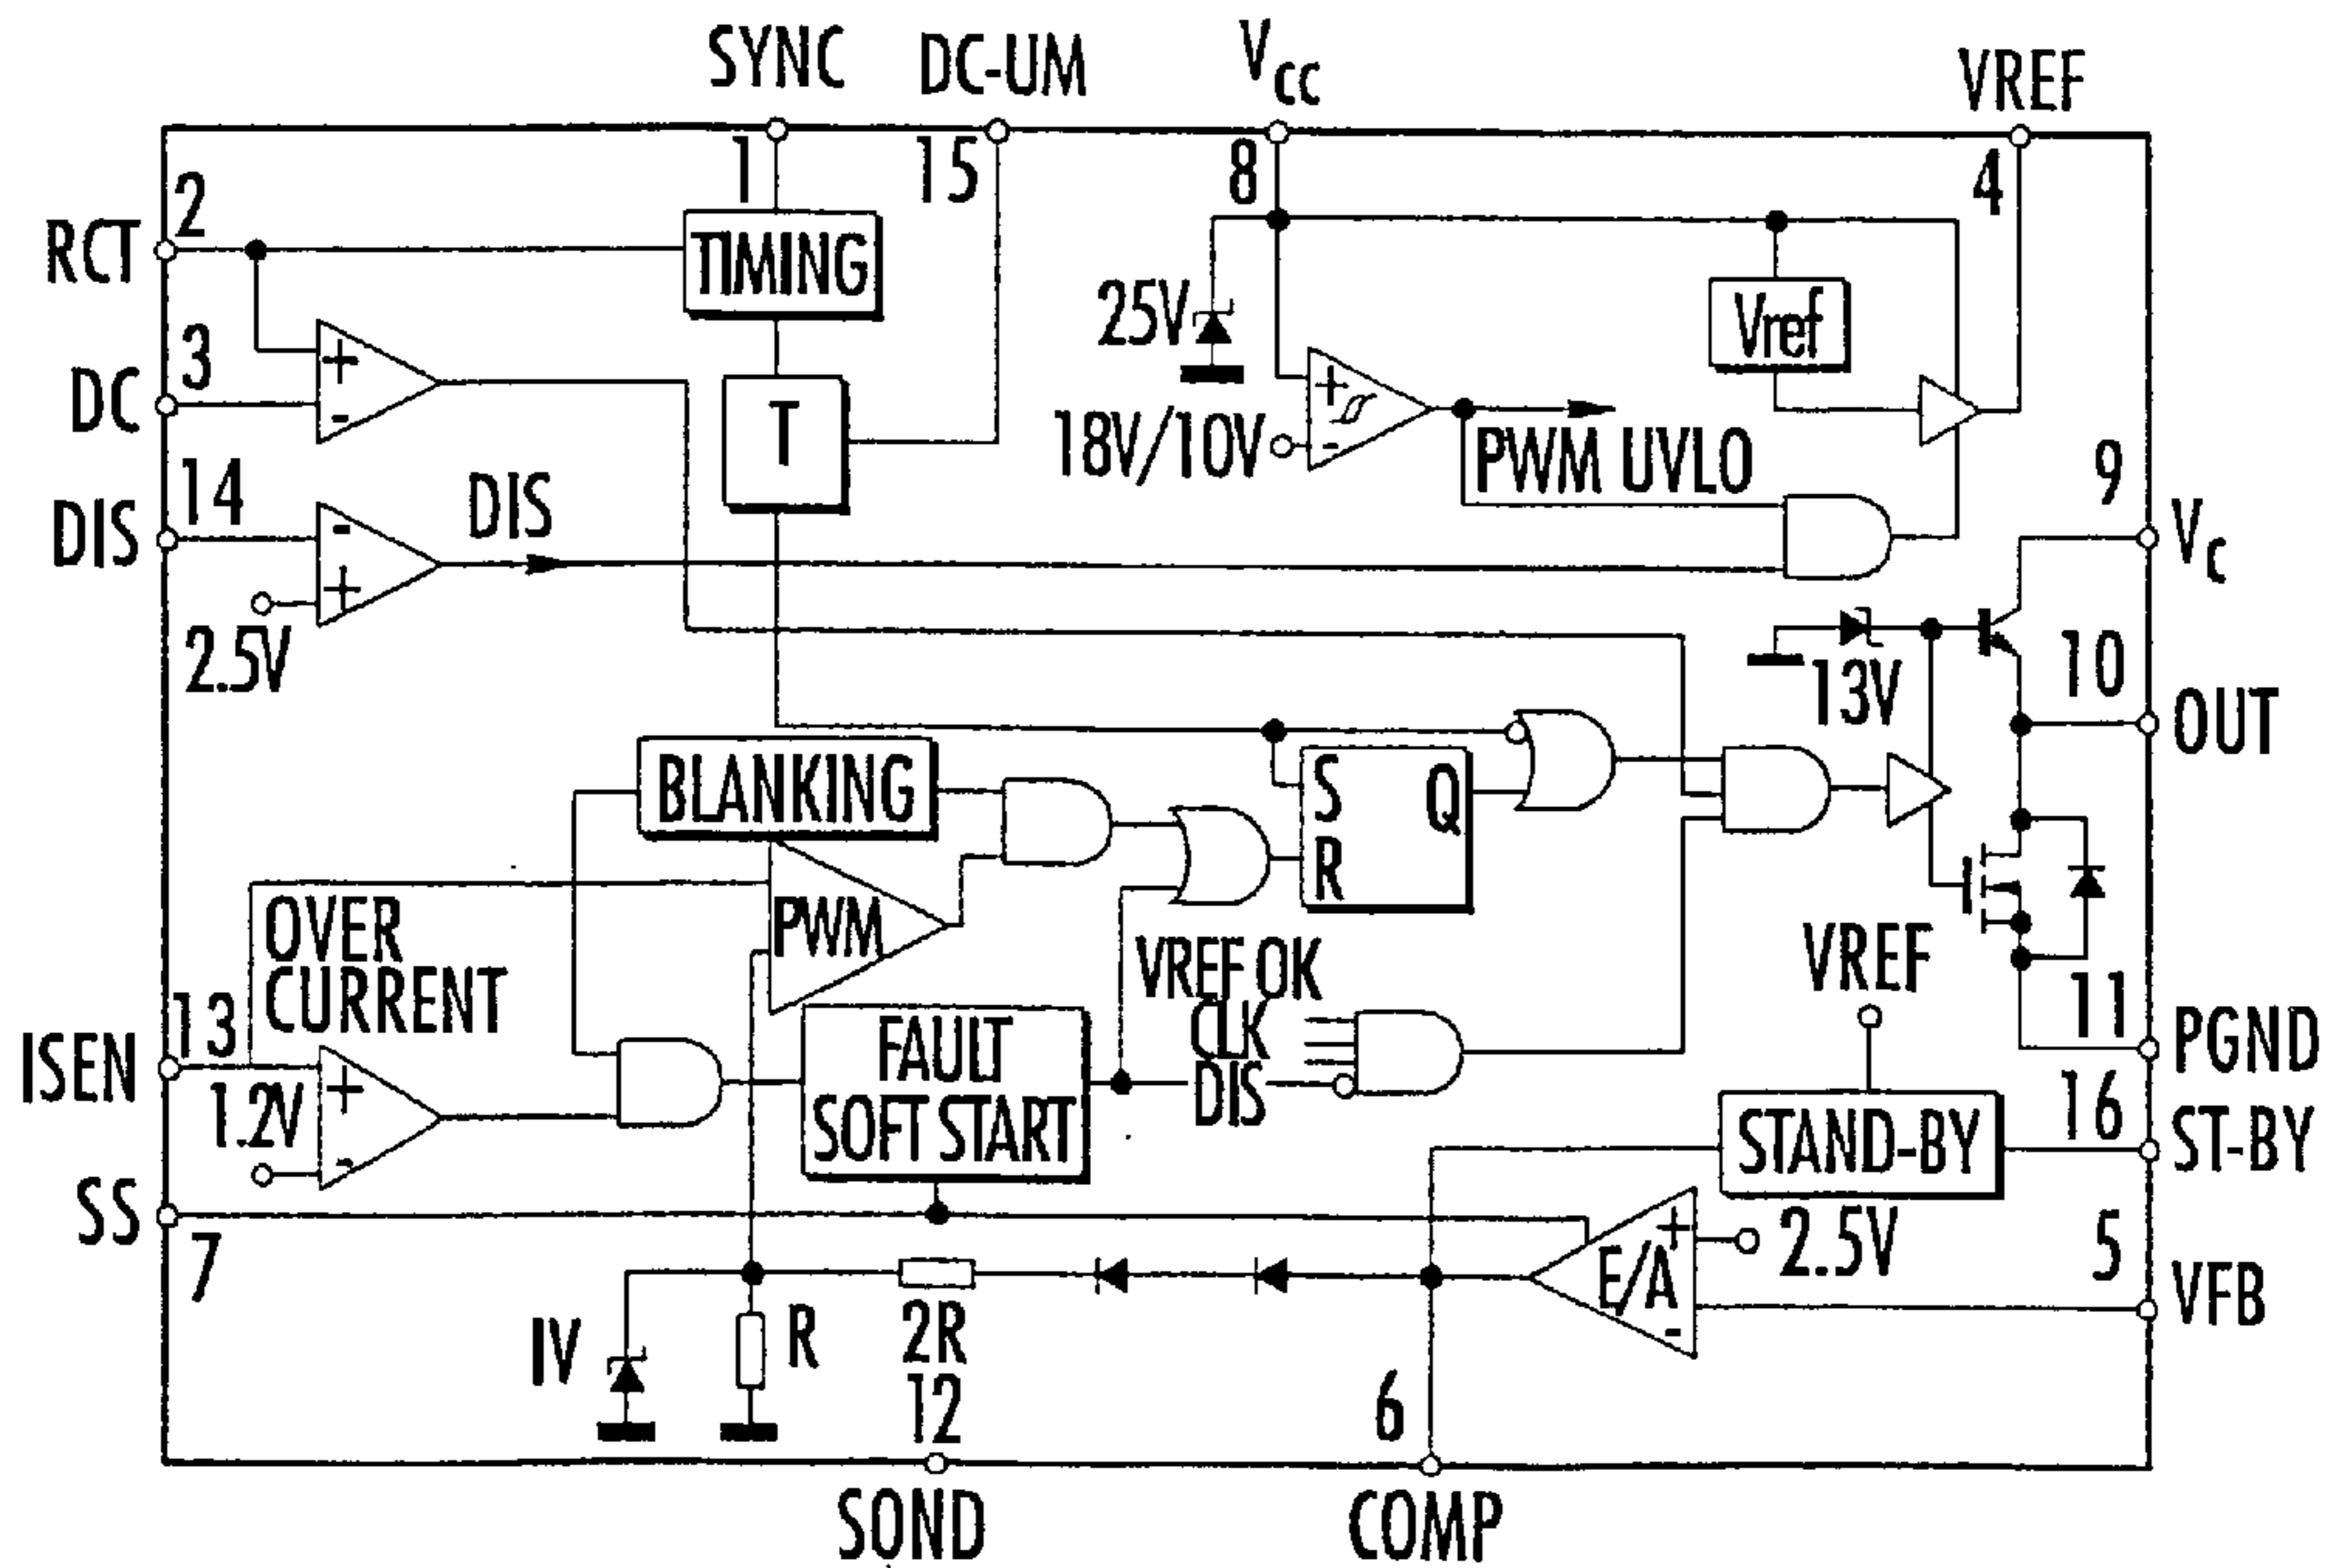 SYNC
DC-UM
VCC
VREF
1
15
8
4
2
RCT
TIMING
25V
Vref
3
DC
T
18V/10V
PWM UVLO
9
VC
14
DIS
DIS
2.5V
13V
10
OUT
BLANKING
S
Q
R
OVER
CURRENT
PWM
VREF OK
CLK
DIS
VREF
11
PGND
13
ISEN
1.2V
FAULT
SOFT START
STAND-BY
16
ST-BY
SS
7
E/A
2.5V
5
VFB
1V
R
2R
12
6
SOND
COMP
+
-
-
+
+
-
+
-
+
-